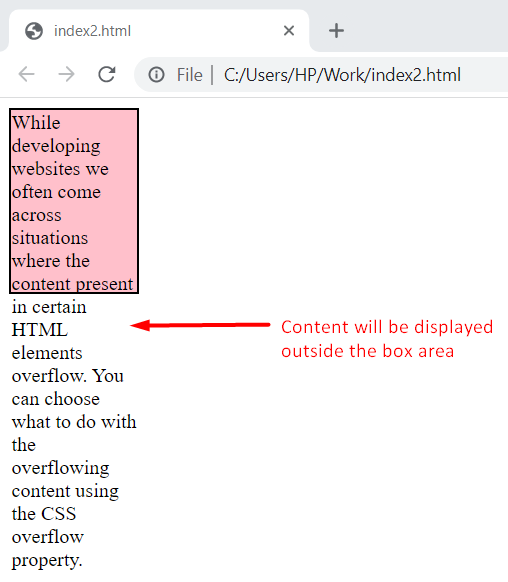 index2.html
File | C:/Users/HP/Work/index2.html
While
developing
websites we
often come
across
situations
where the
content present
in certain
HTML
elements
overflow. You
can choose
what to do with
the
overflowing
content using
the CSS
overflow
property.
Content will be displayed
outside the box area